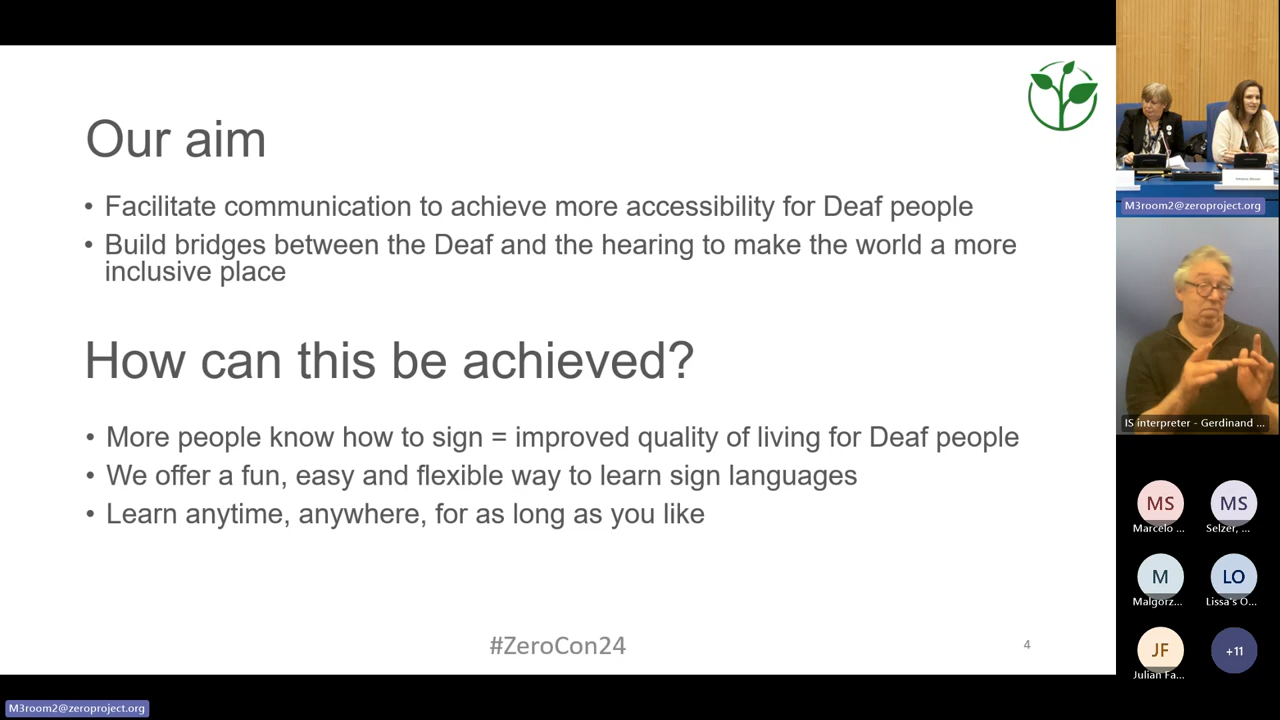 Our aim
• Facilitate communication to achieve more accessibility for Deaf people
• Build bridges between the Deaf and the hearing to make the world a more
inclusive place
How can this be achieved?
• More people know how to sign = improved quality of living for Deaf people
• We offer a fun, easy and flexible way to learn sign languages
• Learn anytime, anywhere, for as long as you like
#ZeroCon24
4
M3room2@zeroproject.org
IS interpreter - Gerdinand ...
MS
Marcelo ...
MS
Selzer, ...
M
Malgorz...
LO
Lissa's O...
JF
Julian Fa...
+11
M3room2@zeroproject.org